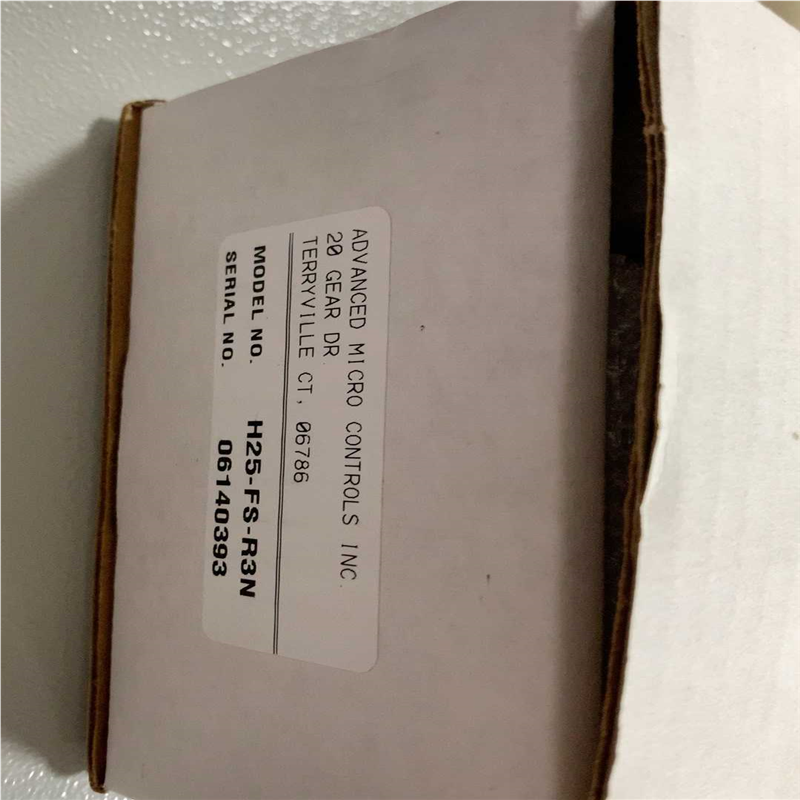 ADVANCED MICRO CONTROLS INC.
20 GEAR DR
TERRYVILLE CT, 06786
MODEL NO. H25-FS-R3N
SERIAL NO. 06140393